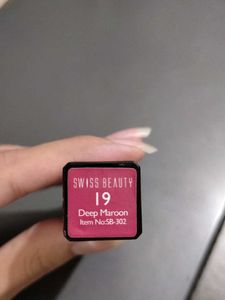 SWISS BEAUTY
19
Deep Maroon
Item No:SB-302